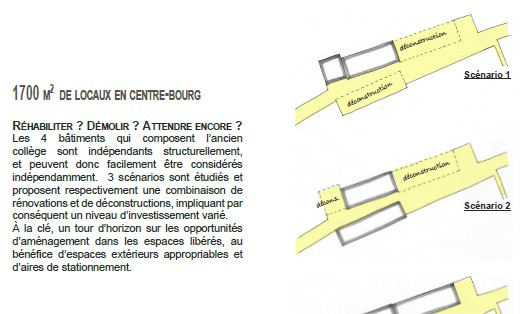 1700 M² DE LOCAUX EN CENTRE-BOURG
RÉHABILITER ? DÉMOLIR ? ATTENDRE ENCORE ?
Les 4 bâtiments qui composent l'ancien
collège sont indépendants structurellement,
et peuvent donc facilement être considérés
indépendamment. 3 scénarios sont étudiés et
proposent respectivement une combinaison de
rénovations et de déconstructions, impliquant par
conséquent un niveau d'investissement varié.
À la clé, un tour d'horizon sur les opportunités
d'aménagement dans les espaces libérés, au
bénéfice d'espaces extérieurs appropriables et
d'aires de stationnement.
déconstruction
déconstruction
Scénario 1
déconstruction
décons
Scénario 2